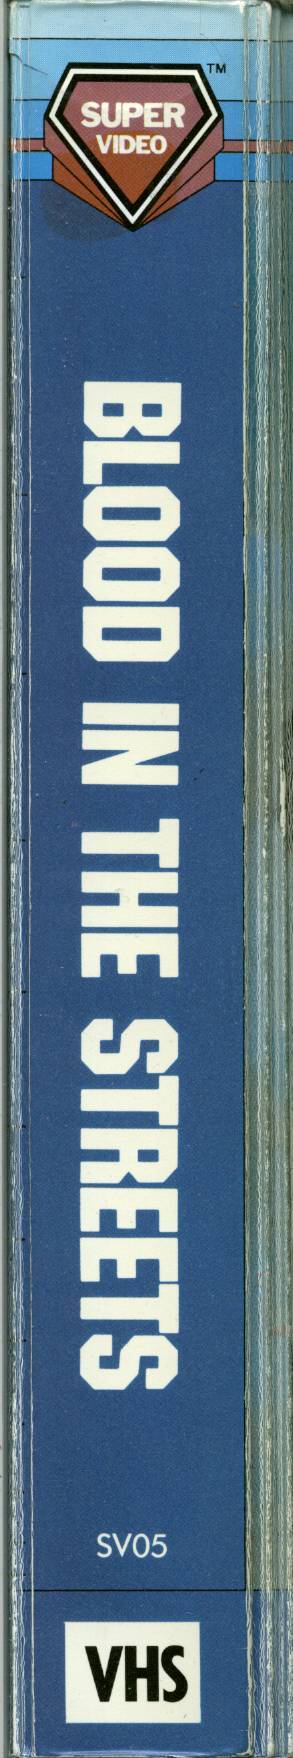 SUPER
VIDEO
TM
BLOOD IN THE STREETS
SV05
VHS